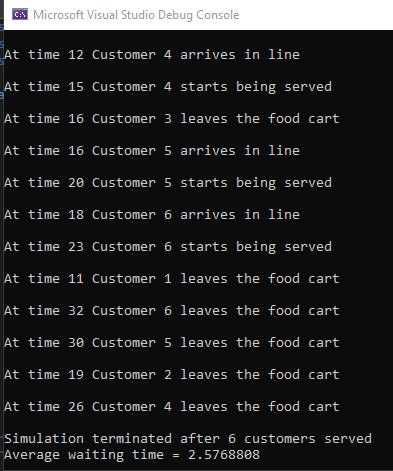 Microsoft Visual Studio Debug Console
At time 12 Customer 4 arrives in line
At time 15 Customer 4 starts being served
At time 16 Customer 3 leaves the food cart
At time 16 Customer 5 arrives in line
At time 20 Customer 5 starts being served
At time 18 Customer 6 arrives in line
At time 23 Customer 6 starts being served
At time 11 Customer 1 leaves the food cart
At time 32 Customer 6 leaves the food cart
At time 30 Customer 5 leaves the food cart
At time 19 Customer 2 leaves the food cart
At time 26 Customer 4 leaves the food cart
Simulation terminated after 6 customers served
Average waiting time = 2.5768808